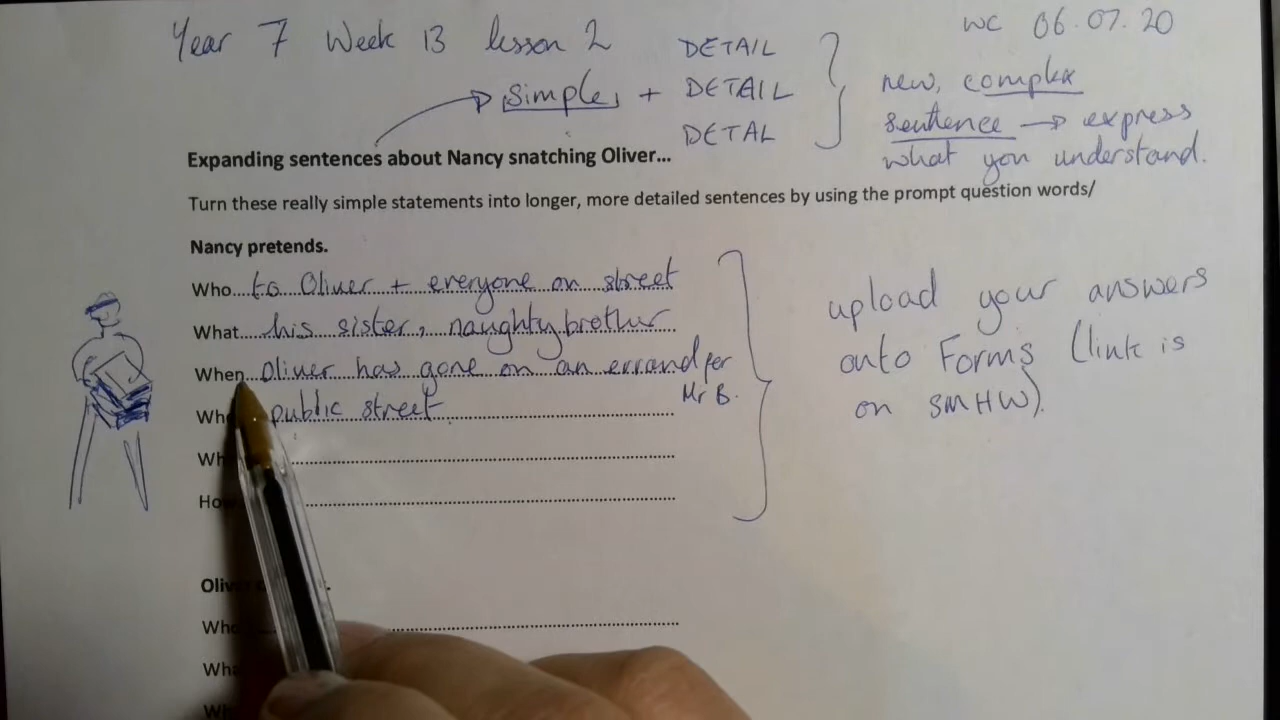 Year 7 Week 13 lesson 2
wc 06.07.20
simple + DETAIL
DETAIL
DETAL
new, complex
sentence → express
what you understand.
Expanding sentences about Nancy snatching Oliver...
Turn these really simple statements into longer, more detailed sentences by using the prompt question words/
Nancy pretends.
Who....to Oliver + everyone on street
What....his sister, naughty brother
When...Oliver has gone on an errand for
Mr B.
public street
upload your answers
onto Forms (link is
on SMHW).